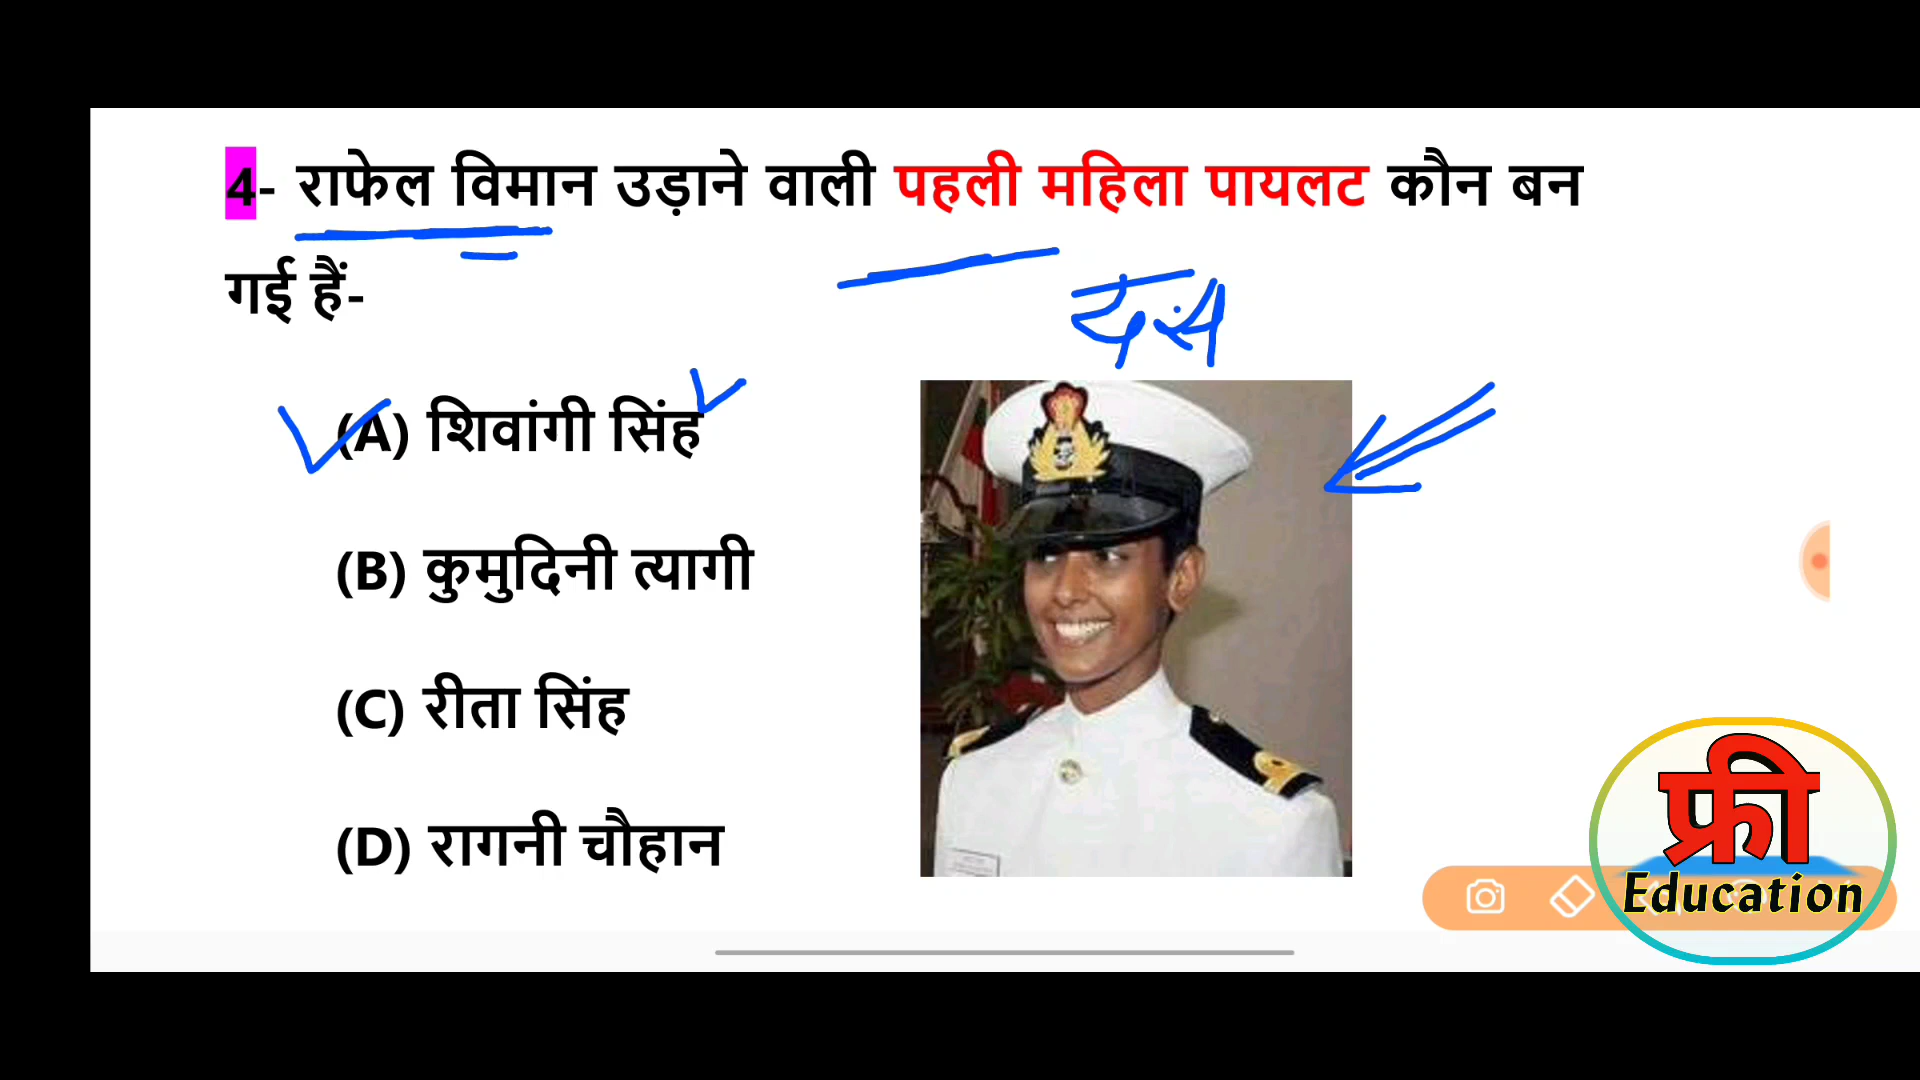 4- राफेल विमान उड़ाने वाली पहली महिला पायलट कौन बन
गई हैं-
(A) शिवांगी सिंह
(B) कुमुदिनी त्यागी
(C) रीता सिंह
(D) रागनी चौहान
फ्री
Education